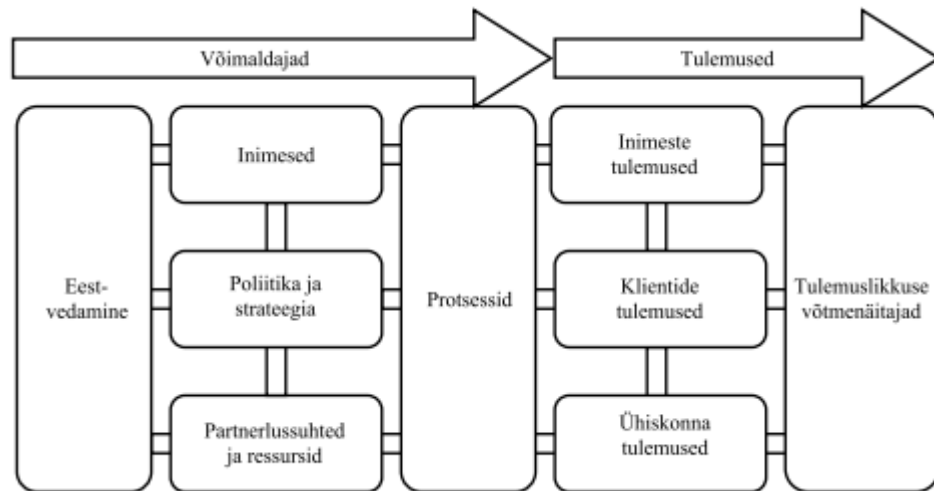 Võimaldajad
Tulemused
Eest-
vedamine
Inimesed
Poliitika ja
strateegia
Partnerlussuhted
ja ressursid
Protsessid
Inimeste
tulemused
Klientide
tulemused
Ühiskonna
tulemused
Tulemuslikkuse
võtmenäitajad